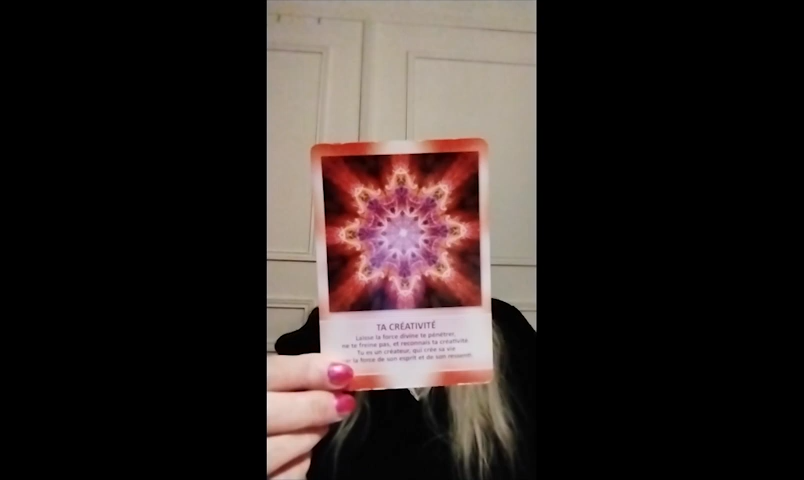 TA CRÉATIVITÉ
Laisse la force divine te pénétrer,
ne te freine pas, et reconnais ta créativité.
Tu es un créateur, qui crée sa vie
la force de son esprit et de son ressenti.